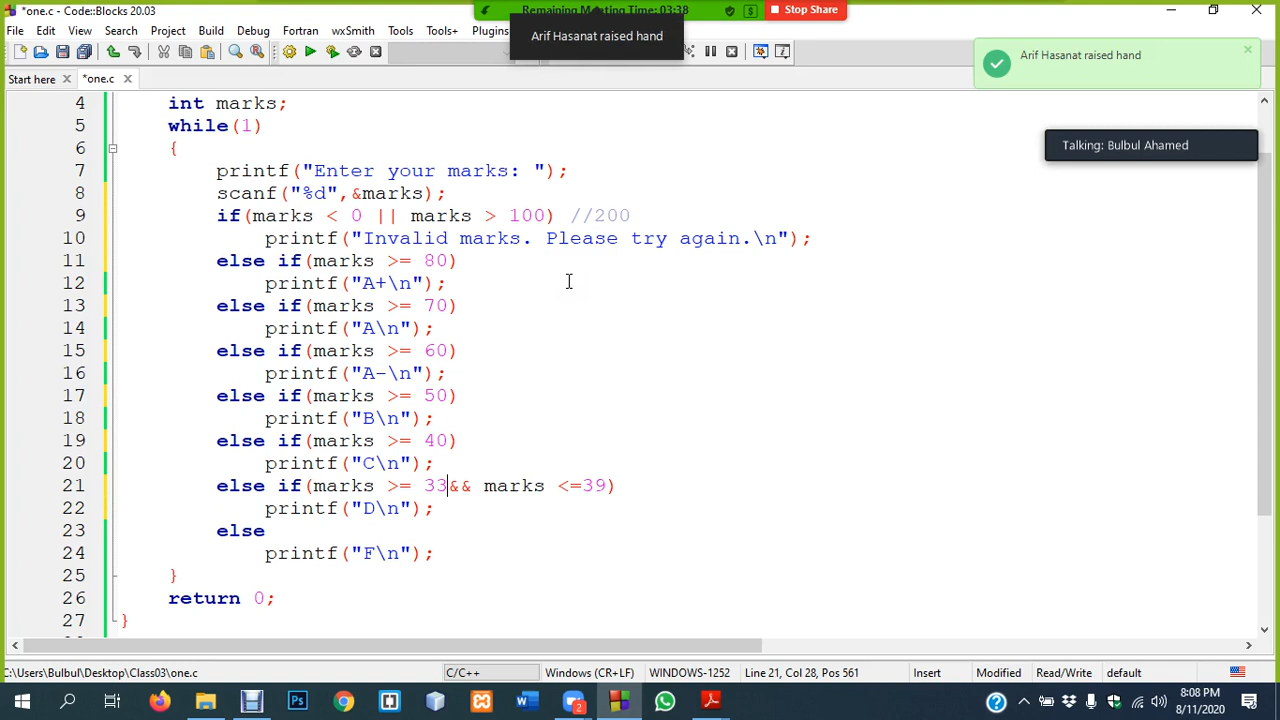 *one.c - Code::Blocks 20.03
Remaining Meeting Time: 03:38
Stop Share
File Edit View Search Project Build Debug Fortran wxSmith Tools Tools+ Plugins
Arif Hasanat raised hand
Arif Hasanat raised hand
Start here
*one.c
Talking: Bulbul Ahamed
4 int marks;
5 while(1)
6 {
7 printf("Enter your marks: ");
8 scanf("%d",&marks);
9 if(marks < 0 || marks > 100) //200
10 printf("Invalid marks. Please try again.\n");
11 else if(marks >= 80)
12 printf("A+\n");
13 else if(marks >= 70)
14 printf("A\n");
15 else if(marks >= 60)
16 printf("A-\n");
17 else if(marks >= 50)
18 printf("B\n");
19 else if(marks >= 40)
20 printf("C\n");
21 else if(marks >= 33&& marks <=39)
22 printf("D\n");
23 else
24 printf("F\n");
25 }
26 return 0;
27 }
C:\Users\Bulbul\Desktop\Class03\one.c C/C++ Windows (CR+LF) WINDOWS-1252 Line 21, Col 28, Pos 561 Insert Modified Read/Write default
8:08 PM
8/11/2020